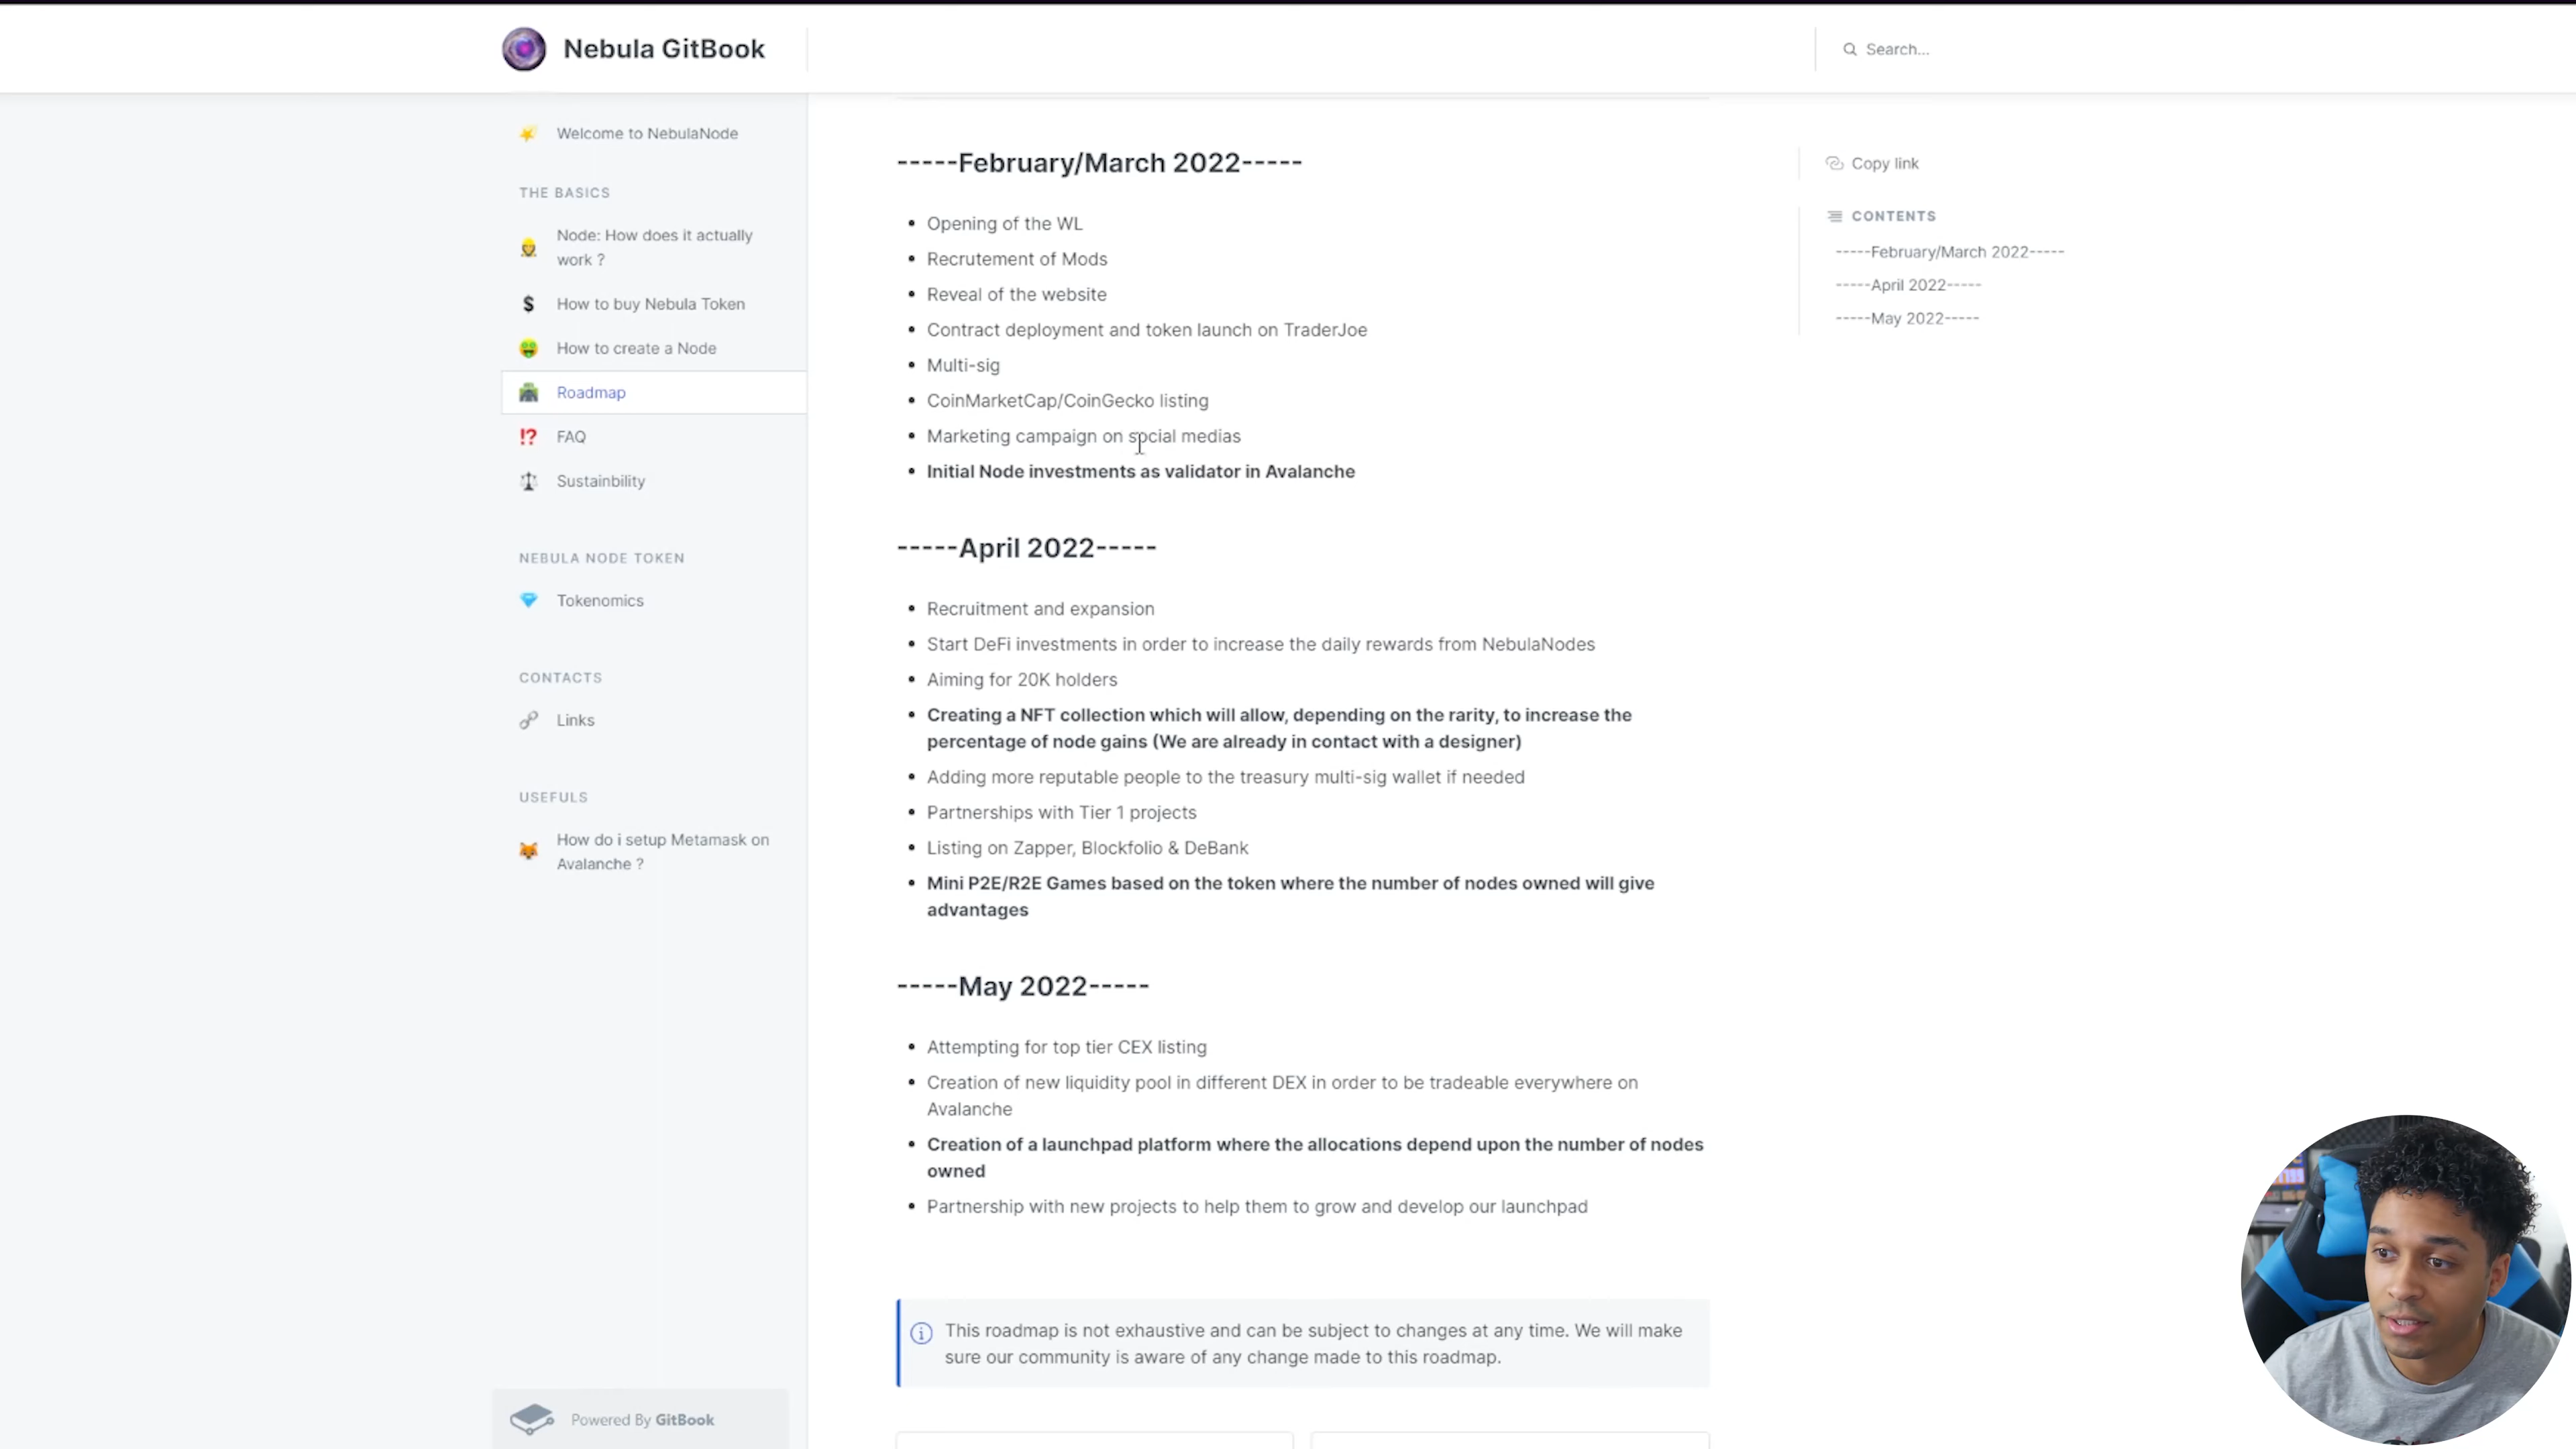 Nebula GitBook
Search...
Welcome to NebulaNode
THE BASICS
Node: How does it actually
work ?
How to buy Nebula Token
How to create a Node
Roadmap
FAQ
Sustainbility
NEBULA NODE TOKEN
Tokenomics
CONTACTS
Links
USEFULS
How do i setup Metamask on
Avalanche ?
Powered By GitBook
-----February/March 2022-----
Opening of the WL
Recrutement of Mods
Reveal of the website
Contract deployment and token launch on TraderJoe
Multi-sig
CoinMarketCap/CoinGecko listing
Marketing campaign on social medias
Initial Node investments as validator in Avalanche
-----April 2022-----
Recruitment and expansion
Start DeFi investments in order to increase the daily rewards from NebulaNodes
Aiming for 20K holders
Creating a NFT collection which will allow, depending on the rarity, to increase the
percentage of node gains (We are already in contact with a designer)
Adding more reputable people to the treasury multi-sig wallet if needed
Partnerships with Tier 1 projects
Listing on Zapper, Blockfolio & DeBank
Mini P2E/R2E Games based on the token where the number of nodes owned will give
advantages
-----May 2022-----
Attempting for top tier CEX listing
Creation of new liquidity pool in different DEX in order to be tradeable everywhere on
Avalanche
Creation of a launchpad platform where the allocations depend upon the number of nodes
owned
Partnership with new projects to help them to grow and develop our launchpad
This roadmap is not exhaustive and can be subject to changes at any time. We will make
sure our community is aware of any change made to this roadmap.
Copy link
CONTENTS
-----February/March 2022-----
-----April 2022-----
-----May 2022-----